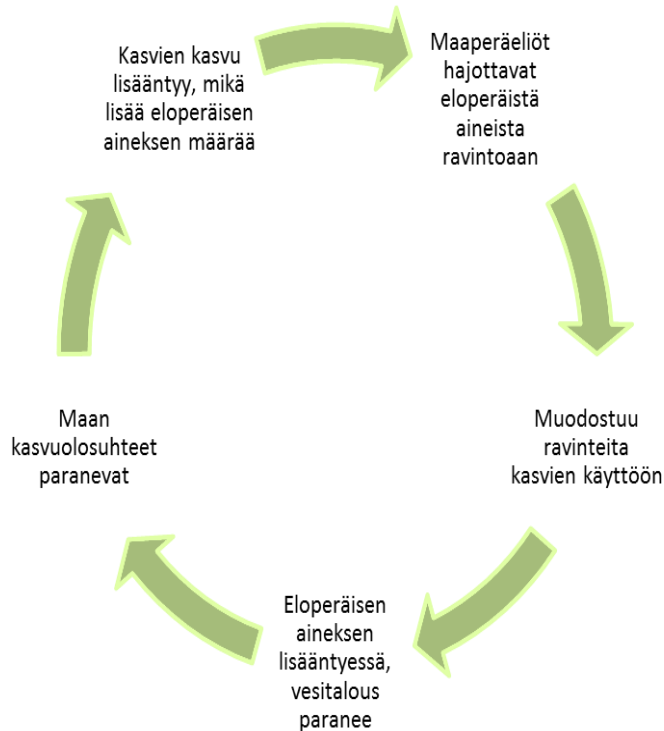 Kasvien kasvu
lisääntyy, mikä
lisää eloperäisen
aineksen määrää
Maaperäeliöt
hajottavat
eloperäistä
aineista
ravintoaan
Muodostuu
ravinteita
kasvien käyttöön
Eloperäisen
aineksen
lisääntyessä,
vesitalous
paranee
Maan
kasvuolosuhteet
paranevat